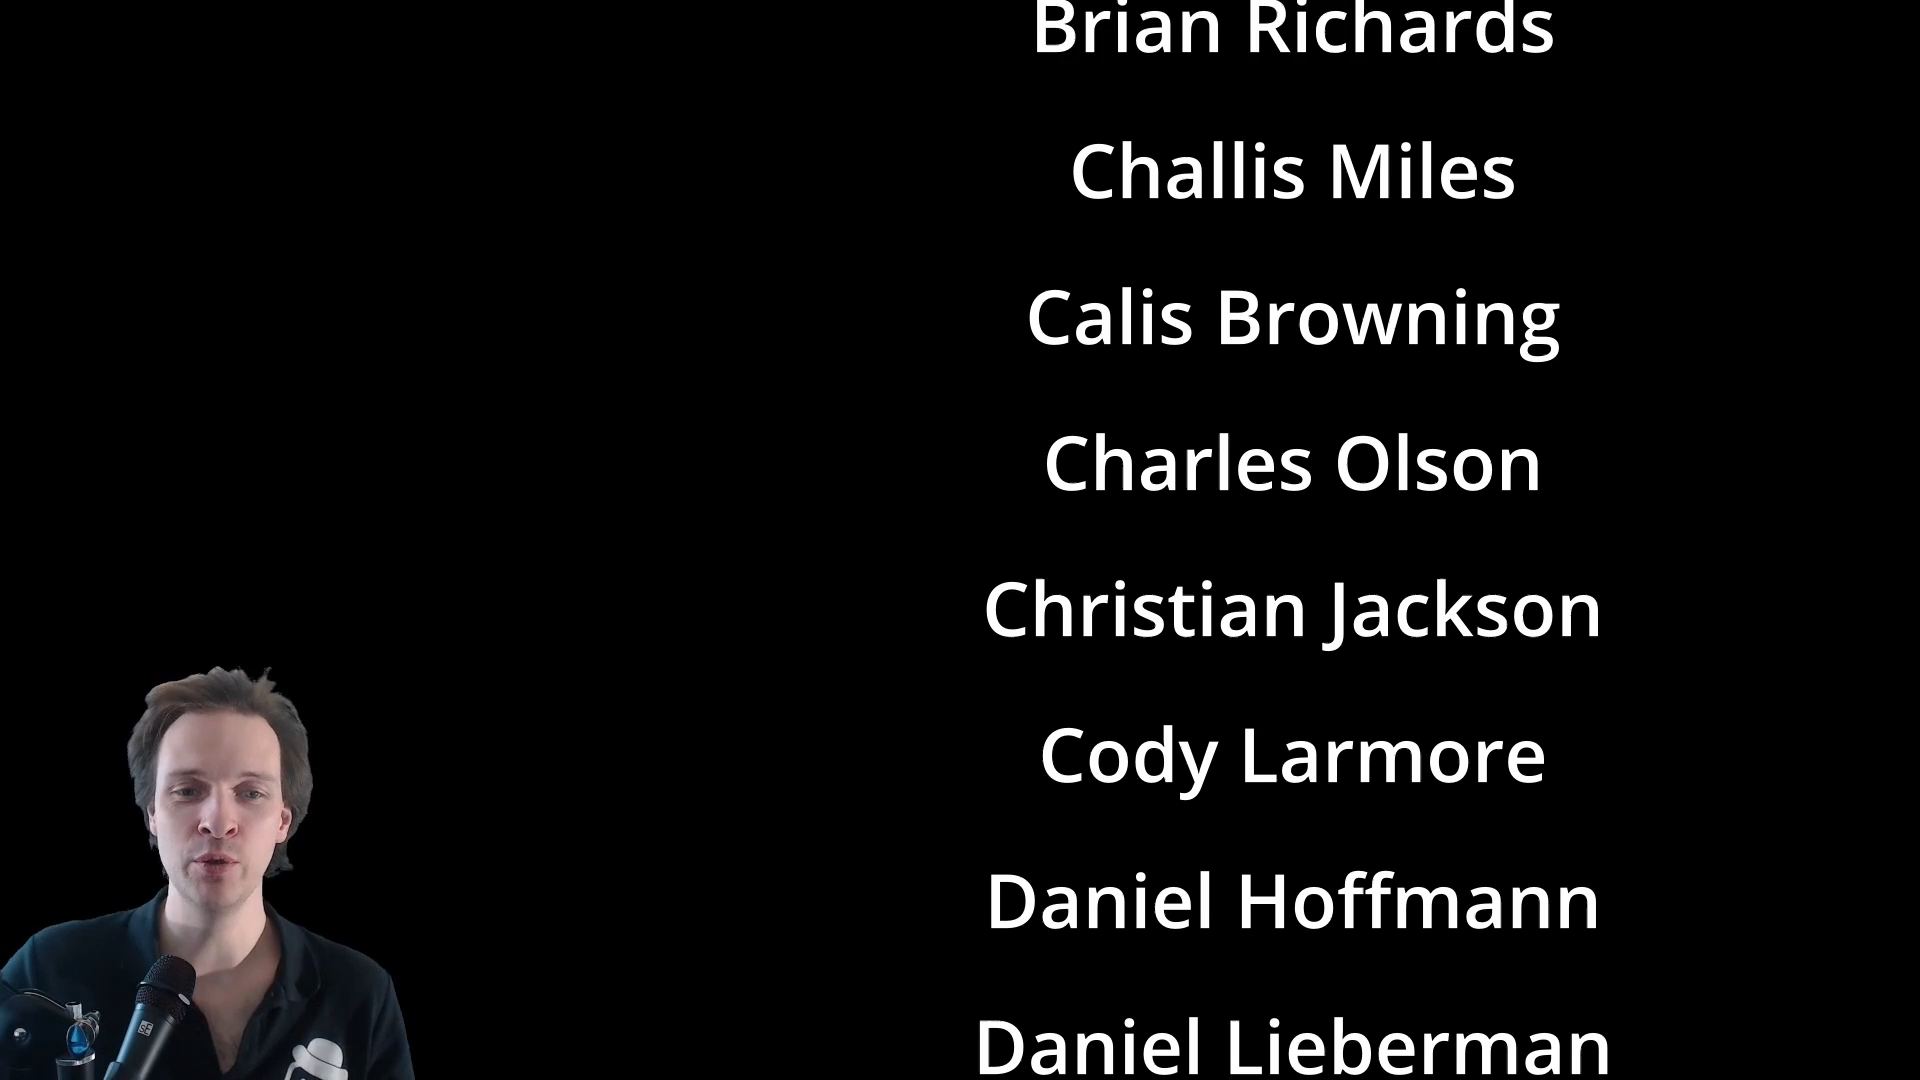 Brian Richards
Challis Miles
Calis Browning
Charles Olson
Christian Jackson
Cody Larmore
Daniel Hoffmann
Daniel Lieberman